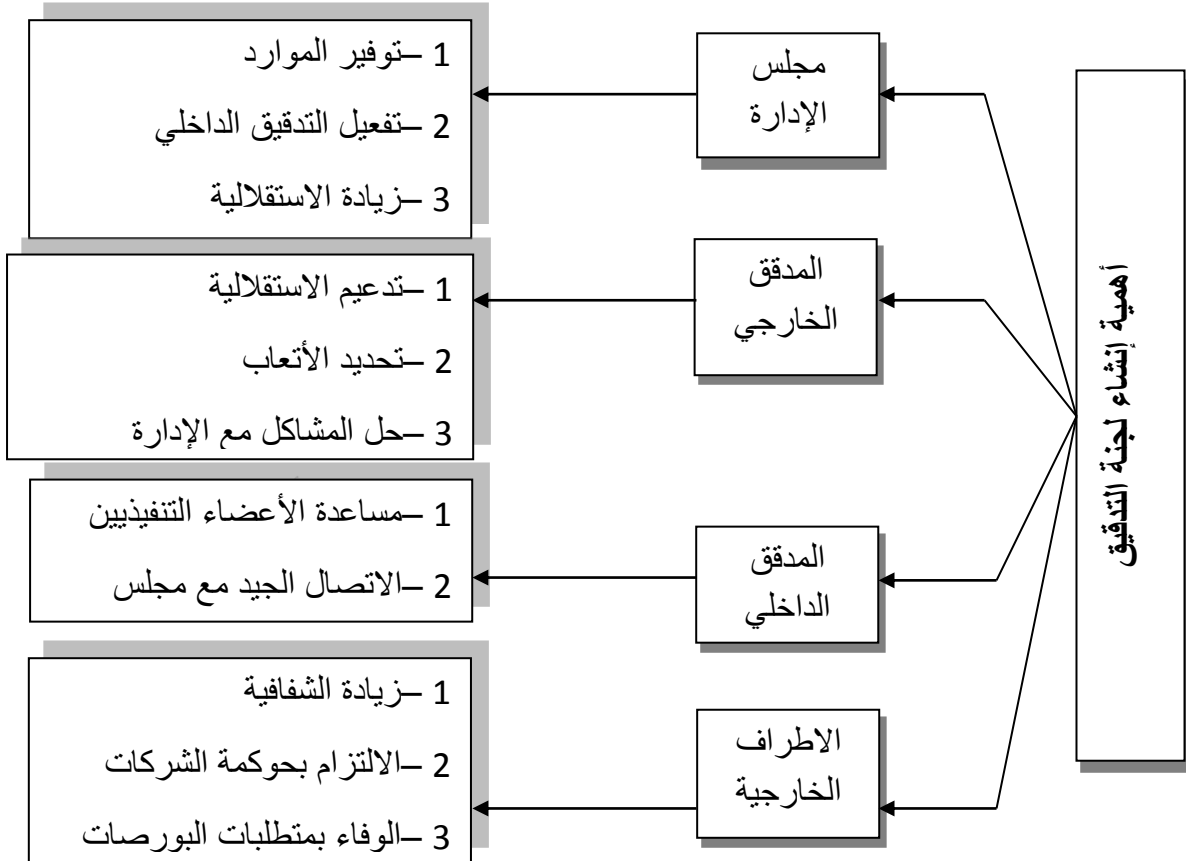 أهمية إنشاء لجنة التدقيق
مجلس
الإدارة
1 –توفير الموارد
2 –تفعيل التدقيق الداخلي
3 –زيادة الاستقلالية
المدقق
الخارجي
1 –تدعيم الاستقلالية
2 –تحديد الأتعاب
3 –حل المشاكل مع الإدارة
المدقق
الداخلي
1 –مساعدة الأعضاء التنفيذيين
2 –الاتصال الجيد مع مجلس
الاطراف
الخارجية
1 –زيادة الشفافية
2 –الالتزام بحوكمة الشركات
3 –الوفاء بمتطلبات البورصات